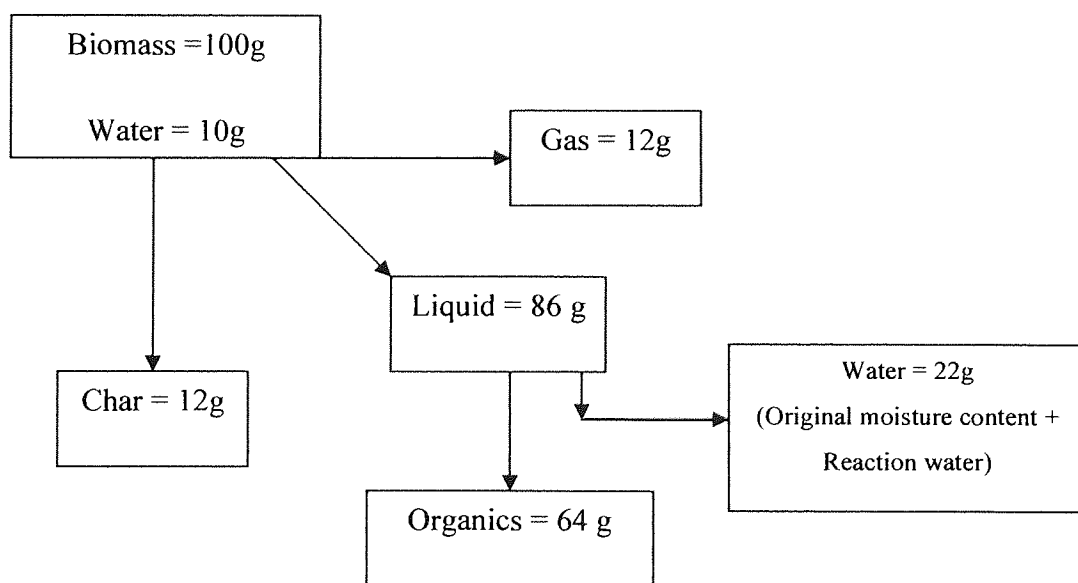 Biomass =100g
Water = 10g
Gas = 12g
Liquid = 86 g
Char = 12g
Water = 22g
(Original moisture content +
Reaction water)
Organics = 64 g